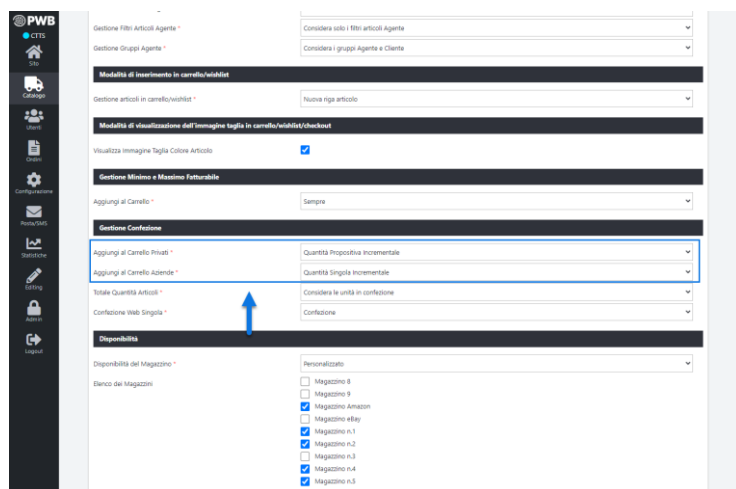 PWB
CTTS
Sito
Catalogo
Utenti
Ordini
Configurazione
Posta/SMS
Statistiche
Editing
Admin
Logout
Gestione Filtri Articoli Agente *
Considera solo i filtri articoli Agente
Gestione Gruppi Agente *
Considera i gruppi Agente e Cliente
Modalità di inserimento in carrello/wishlist
Gestione articoli in carrello/wishlist *
Nuova riga articolo
Modalità di visualizzazione dell'immagine taglia in carrello/wishlist/checkout
Visualizza Immagine Taglia Colore Articolo
Gestione Minimo e Massimo Fatturabile
Aggiungi al Carrello *
Sempre
Gestione Confezione
Aggiungi al Carrello Privati *
Quantità Propositiva Incrementale
Aggiungi al Carrello Aziende *
Quantità Singola Incrementale
Totale Quantità Articoli *
Considera le unità in confezione
Confezione Web Singola *
Confezione
Disponibilità
Disponibilità del Magazzino *
Personalizzato
Elenco dei Magazzini
Magazzino 8
Magazzino 9
Magazzino Amazon
Magazzino eBay
Magazzino n.1
Magazzino n.2
Magazzino n.3
Magazzino n.4
Magazzino n.5